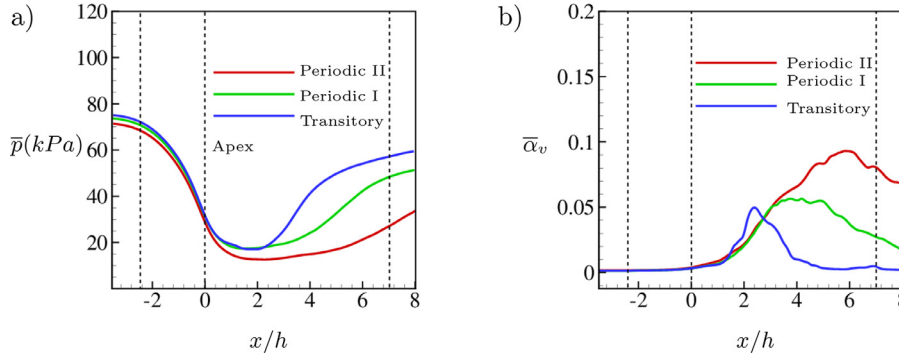 a)
120
100
80
60
40
20
p̅(kPa)
Periodic II
Periodic I
Transitory
Apex
-2
0
2
4
6
8
x/h
b)
0.2
0.15
0.1
0.05
0
α̅ᵥ
Periodic II
Periodic I
Transitory
-2
0
2
4
6
8
x/h